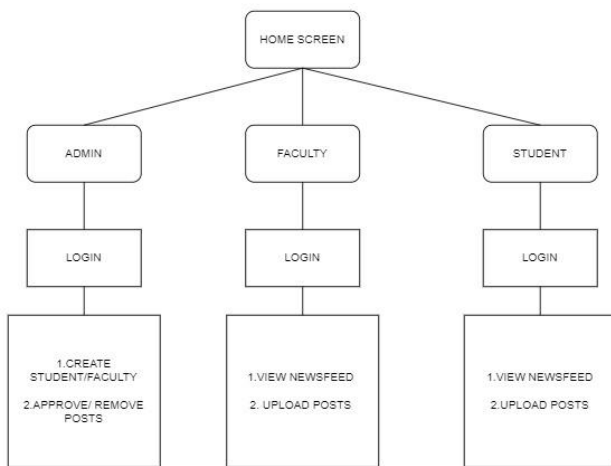 HOME SCREEN
ADMIN
FACULTY
STUDENT
LOGIN
LOGIN
LOGIN
1.CREATE
STUDENT/FACULTY
2.APPROVE/ REMOVE
POSTS
1.VIEW NEWSFEED
2. UPLOAD POSTS
1.VIEW NEWSFEED
2.UPLOAD POSTS